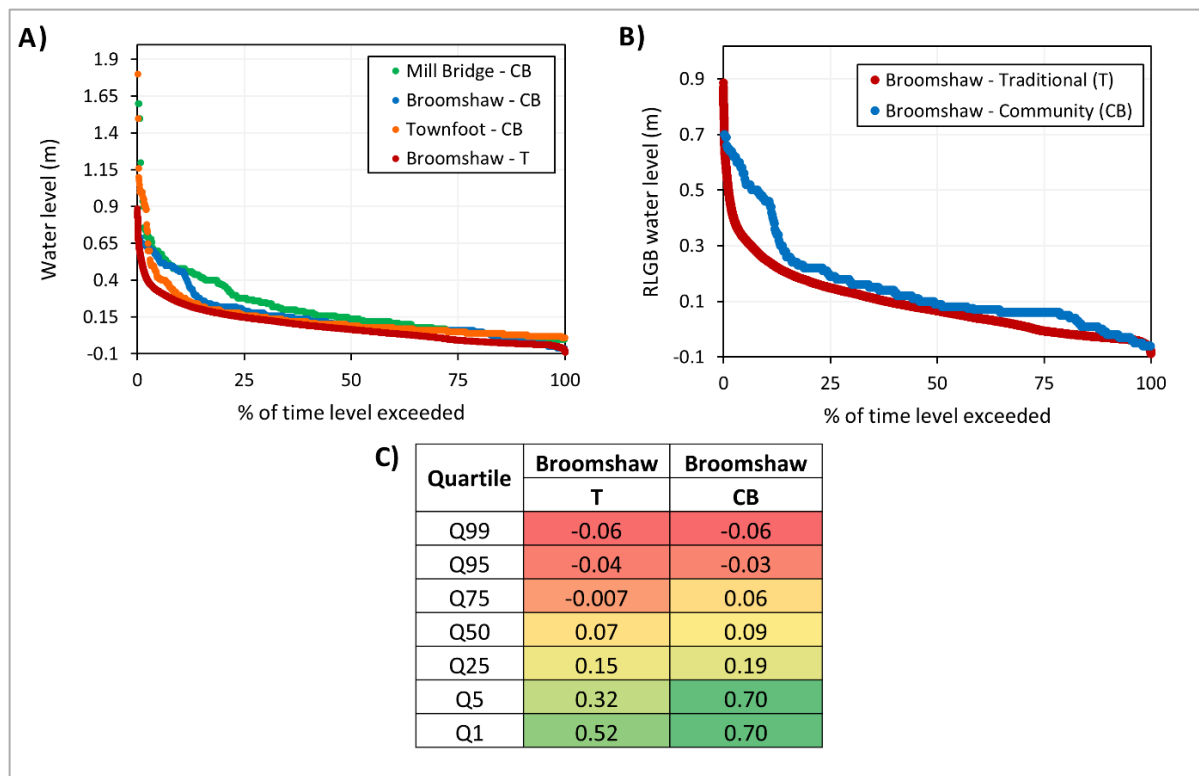 A)
1.9
1.65
1.4
1.15
0.9
0.65
0.4
0.15
-0.1
Water level (m)
0 25 50 75 100
% of time level exceeded
Mill Bridge - CB
Broomshaw - CB
Townfoot - CB
Broomshaw - T
B)
0.9
0.7
0.5
0.3
0.1
-0.1
RLGB water level (m)
0 25 50 75 100
% of time level exceeded
Broomshaw - Traditional (T)
Broomshaw - Community (CB)
C)
Quartile Broomshaw Broomshaw
T CB
Q99 -0.06 -0.06
Q95 -0.04 -0.03
Q75 -0.007 0.06
Q50 0.07 0.09
Q25 0.15 0.19
Q5 0.32 0.70
Q1 0.52 0.70